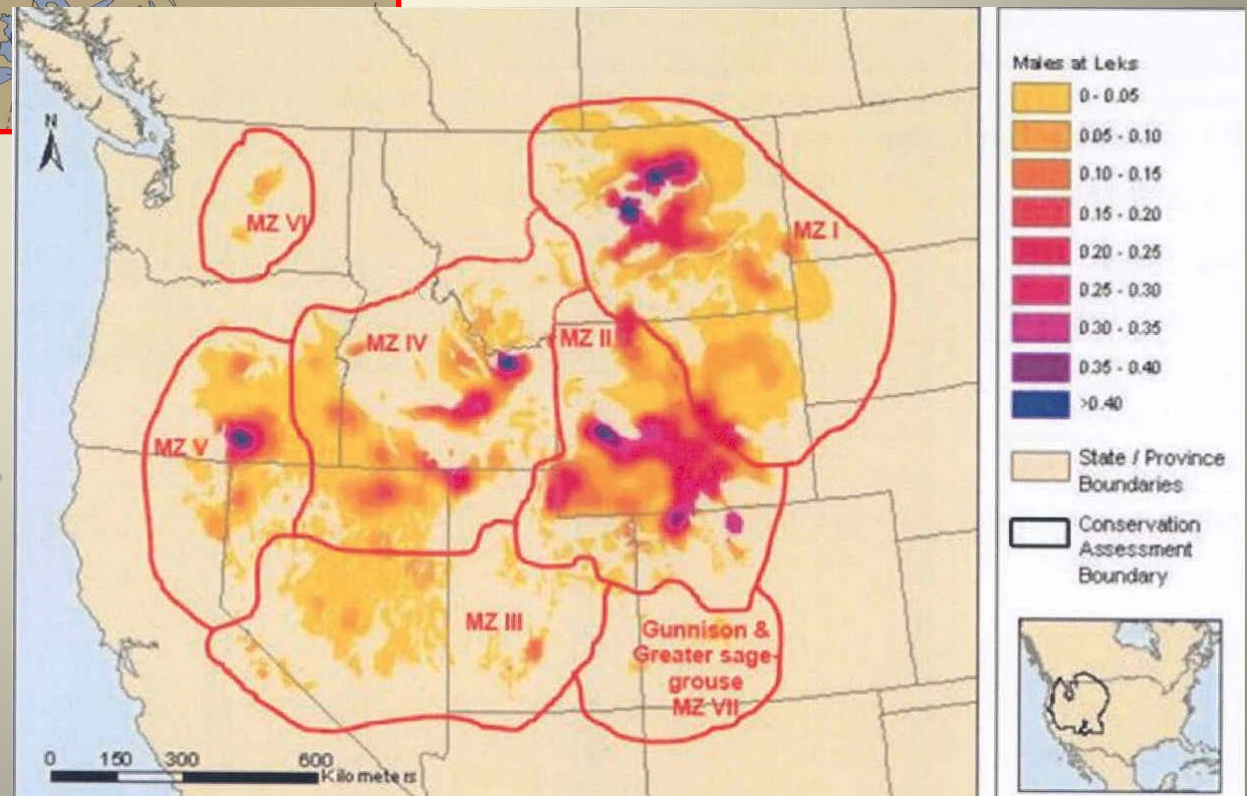 N
MZ VI
MZ I
MZ IV
MZ II
MZ V
MZ III
Gunnison &
Greater sage-
grouse
MZ VII
0 150 300 600
Kilometers
Males at Leks
0 - 0.05
0.05 - 0.10
0.10 - 0.15
0.15 - 0.20
0.20 - 0.25
0.25 - 0.30
0.30 - 0.35
0.35 - 0.40
>0.40
State / Province
Boundaries
Conservation
Assessment
Boundary